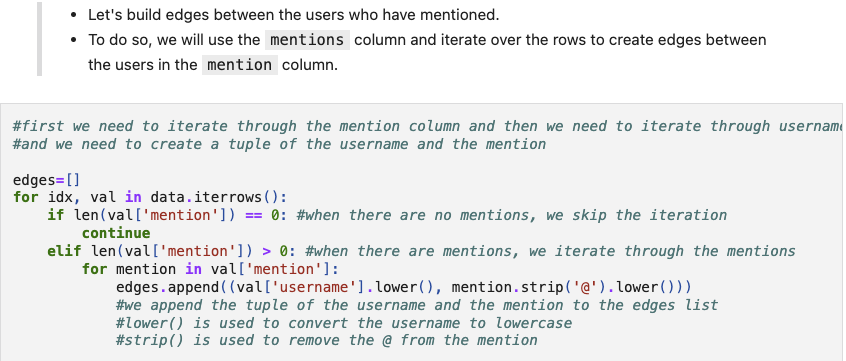 Let's build edges between the users who have mentioned.
To do so, we will use the mentions column and iterate over the rows to create edges between
the users in the mention column.
#first we need to iterate through the mention column and then we need to iterate through
#and we need to create a tuple of the username and the mention
edges=[]
for idx, val in data.iterrows():
    if len(val['mention']) == 0: #when there are no mentions, we skip the iteration
        continue
    elif len(val['mention']) > 0: #when there are mentions, we iterate through the mentions
        for mention in val['mention']:
            edges.append((val['username'].lower(), mention.strip('@').lower()))
            #we append the tuple of the username and the mention to the edges list
            #lower() is used to convert the username to lowercase
            #strip() is used to remove the @ from the mention